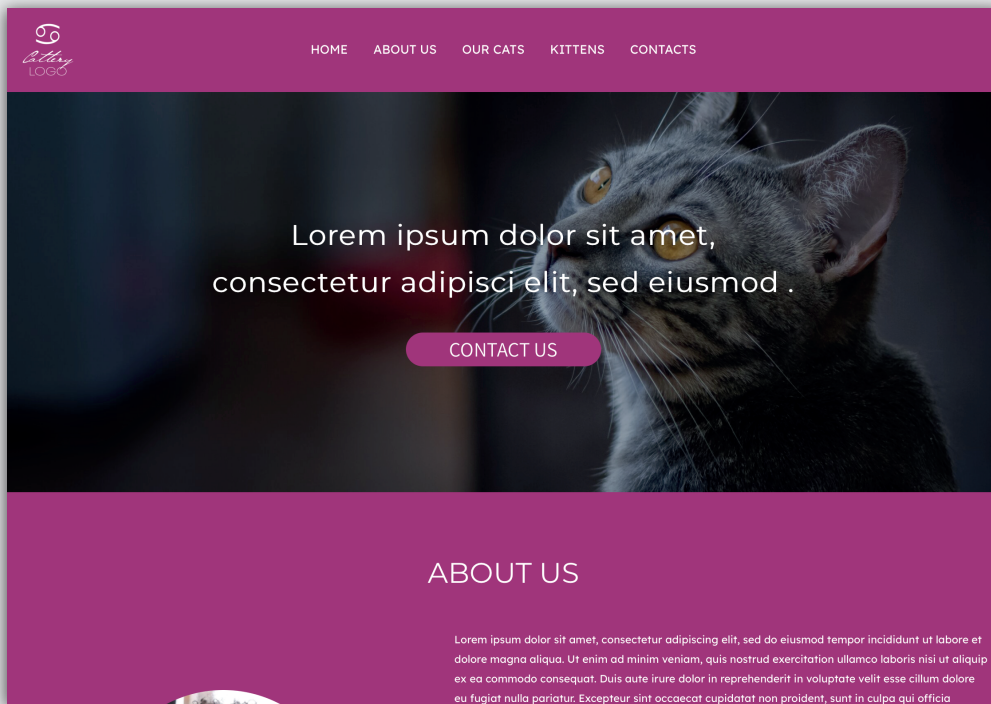 Cattery
LOGO
HOME ABOUT US OUR CATS KITTENS CONTACTS
Lorem ipsum dolor sit amet,
consectetur adipisci elit, sed eiusmod .
CONTACT US
ABOUT US
Lorem ipsum dolor sit amet, consectetur adipiscing elit, sed do eiusmod tempor incididunt ut labore et
dolore magna aliqua. Ut enim ad minim veniam, quis nostrud exercitation ullamco laboris nisi ut aliquip
ex ea commodo consequat. Duis aute irure dolor in reprehenderit in voluptate velit esse cillum dolore
eu fugiat nulla pariatur. Excepteur sint occaecat cupidatat non proident, sunt in culpa qui officia